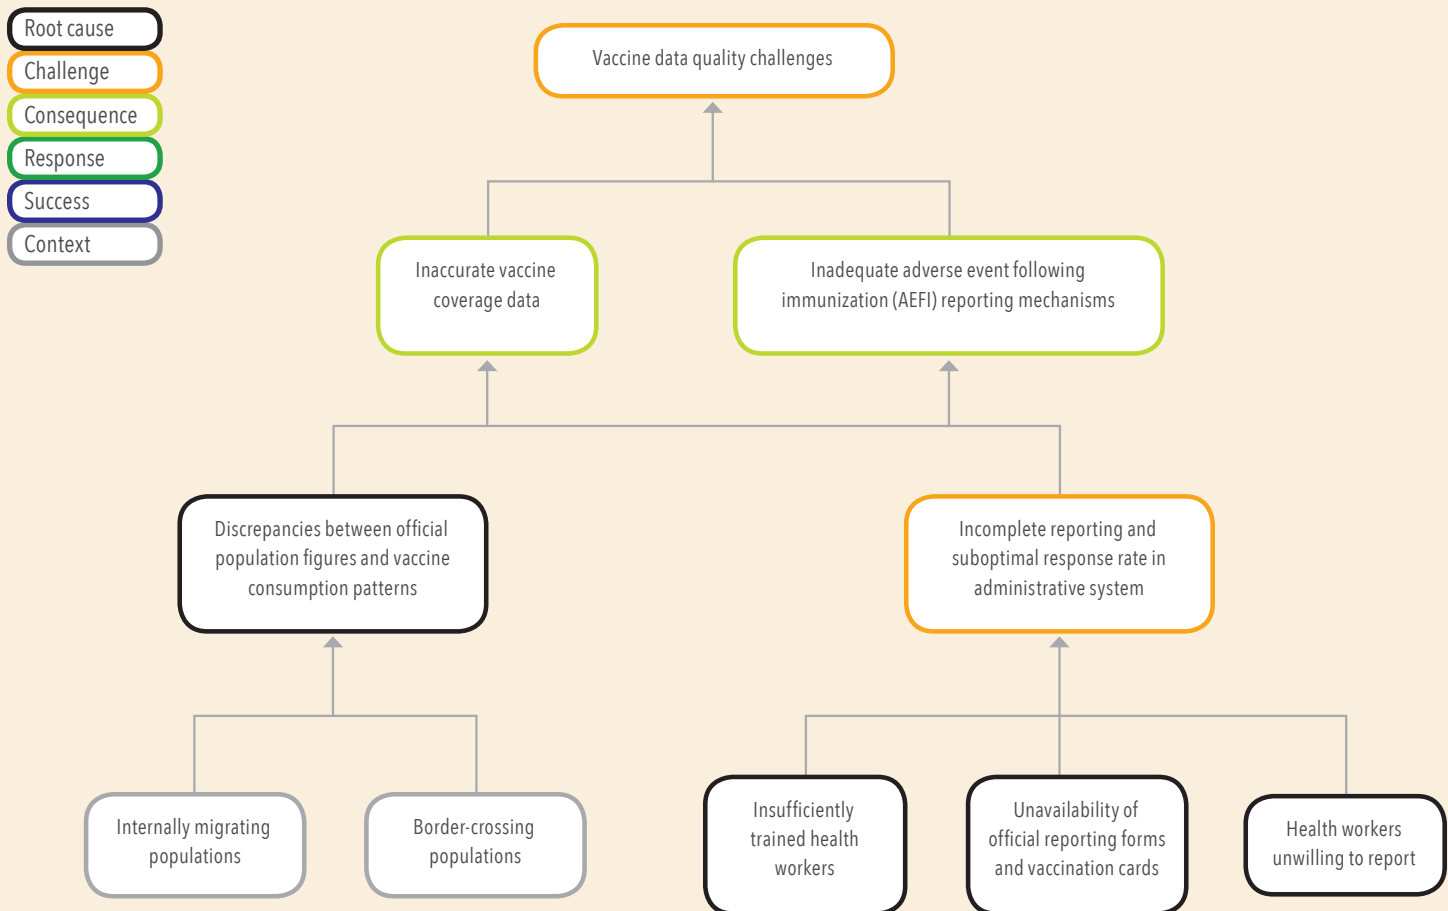 Root cause
Challenge
Consequence
Response
Success
Context
Vaccine data quality challenges
Inaccurate vaccine
coverage data
Inadequate adverse event following
immunization (AEFI) reporting mechanisms
Discrepancies between official
population figures and vaccine
consumption patterns
Incomplete reporting and
suboptimal response rate in
administrative system
Internally migrating
populations
Border-crossing
populations
Insufficiently
trained health
workers
Unavailability of
official reporting forms
and vaccination cards
Health workers
unwilling to report